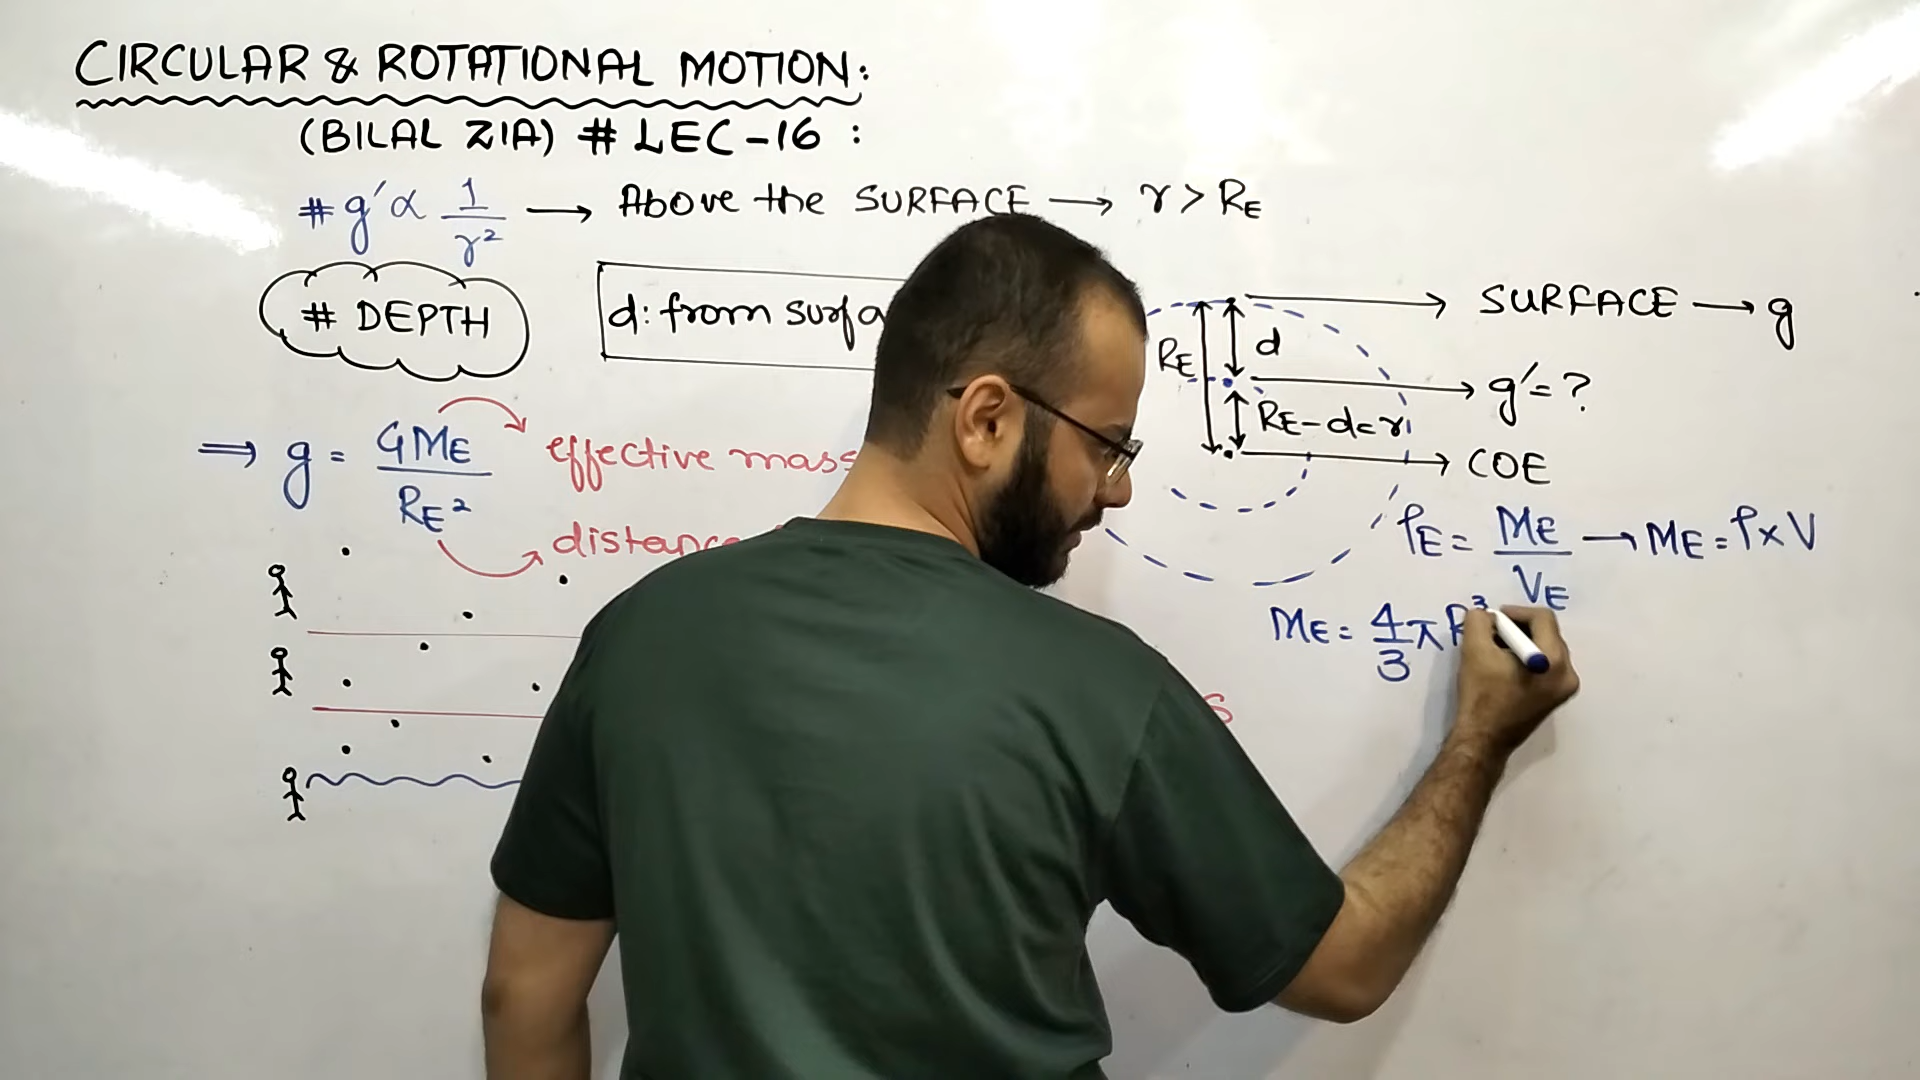 CIRCULAR & ROTATIONAL MOTION:
(BILAL ZIA) # LEC-16 :
# g′ ∝ 1/r² → Above the SURFACE → r > RE
# DEPTH
d: from surfa
SURFACE → g
RE
d
g′ = ?
RE - d = r
COE
⇒ g = GME/RE²
effective mass
distanc
ρE = ME/VE → ME = ρ × V
ME = 4/3 π R³